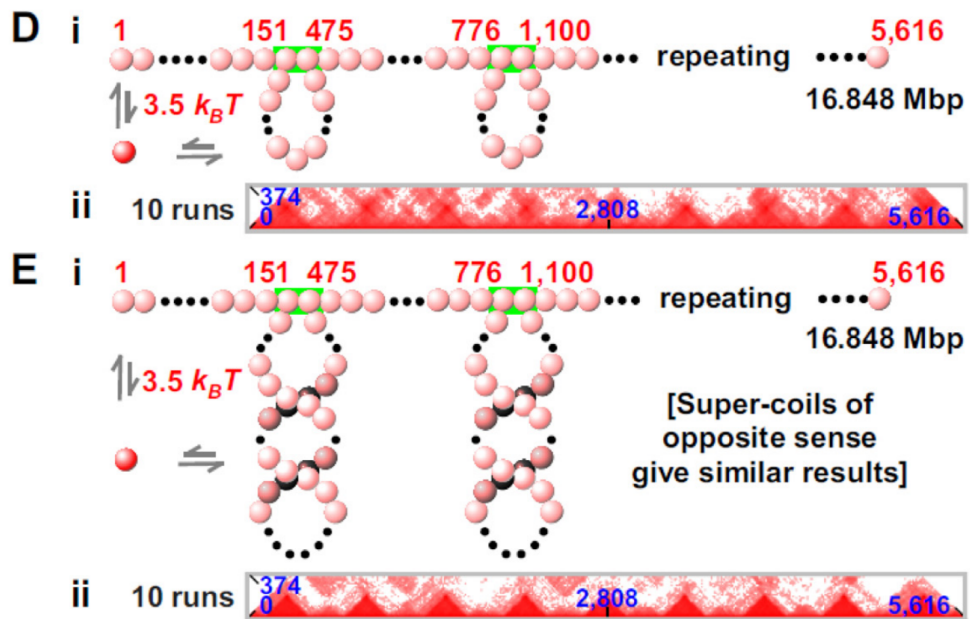 D i 1 151 475 776 1,100 5,616
repeating
16.848 Mbp
3.5 kBT
ii 10 runs 374 0 2,808 5,616
E i 1 151 475 776 1,100 5,616
repeating
16.848 Mbp
3.5 kBT
[Super-coils of
opposite sense
give similar results]
ii 10 runs 374 0 2,808 5,616